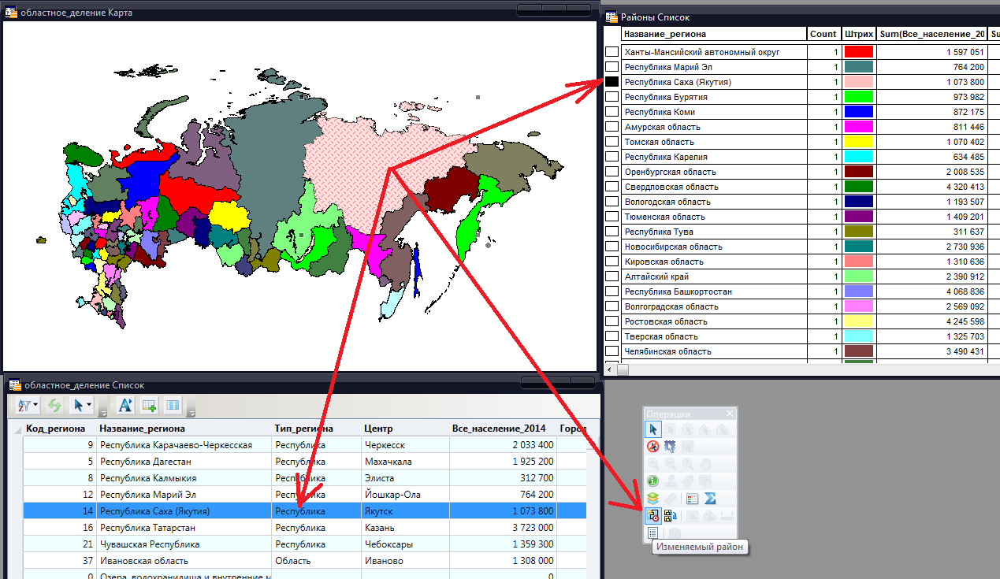 областное_деление Карта
Районы Список
Название_региона Count Штрих Sum(Все_население_20 Su
Ханты-Мансийский автономный округ 1 1 597 051
Республика Марий Эл 1 764 200
Республика Саха (Якутия) 1 1 073 800
Республика Бурятия 1 973 982
Республика Коми 1 872 175
Амурская область 1 811 446
Томская область 1 1 070 402
Республика Карелия 1 634 485
Оренбургская область 1 2 008 535
Свердловская область 1 4 320 413
Вологодская область 1 1 193 507
Тюменская область 1 1 409 201
Республика Тува 1 311 637
Новосибирская область 1 2 730 936
Кировская область 1 1 310 636
Алтайский край 1 2 390 912
Республика Башкортостан 1 4 068 836
Волгоградская область 1 2 569 092
Ростовская область 1 4 245 598
Тверская область 1 1 325 703
Челябинская область 1 3 490 431
областное_деление Список
Код_региона Название_региона Тип_региона Центр Все_население_2014 Город
9 Республика Карачаево-Черкесская Республика Черкесск 2 033 400
5 Республика Дагестан Республика Махачкала 1 925 200
8 Республика Калмыкия Республика Элиста 312 700
12 Республика Марий Эл Республика Йошкар-Ола 764 200
14 Республика Саха (Якутия) Республика Якутск 1 073 800
16 Республика Татарстан Республика Казань 3 723 000
21 Чувашская Республика Республика Чебоксары 1 359 300
37 Ивановская область Область Иваново 1 308 000
0 Озера, водохранилища и внутренние м 0
Операции
Изменяемый район